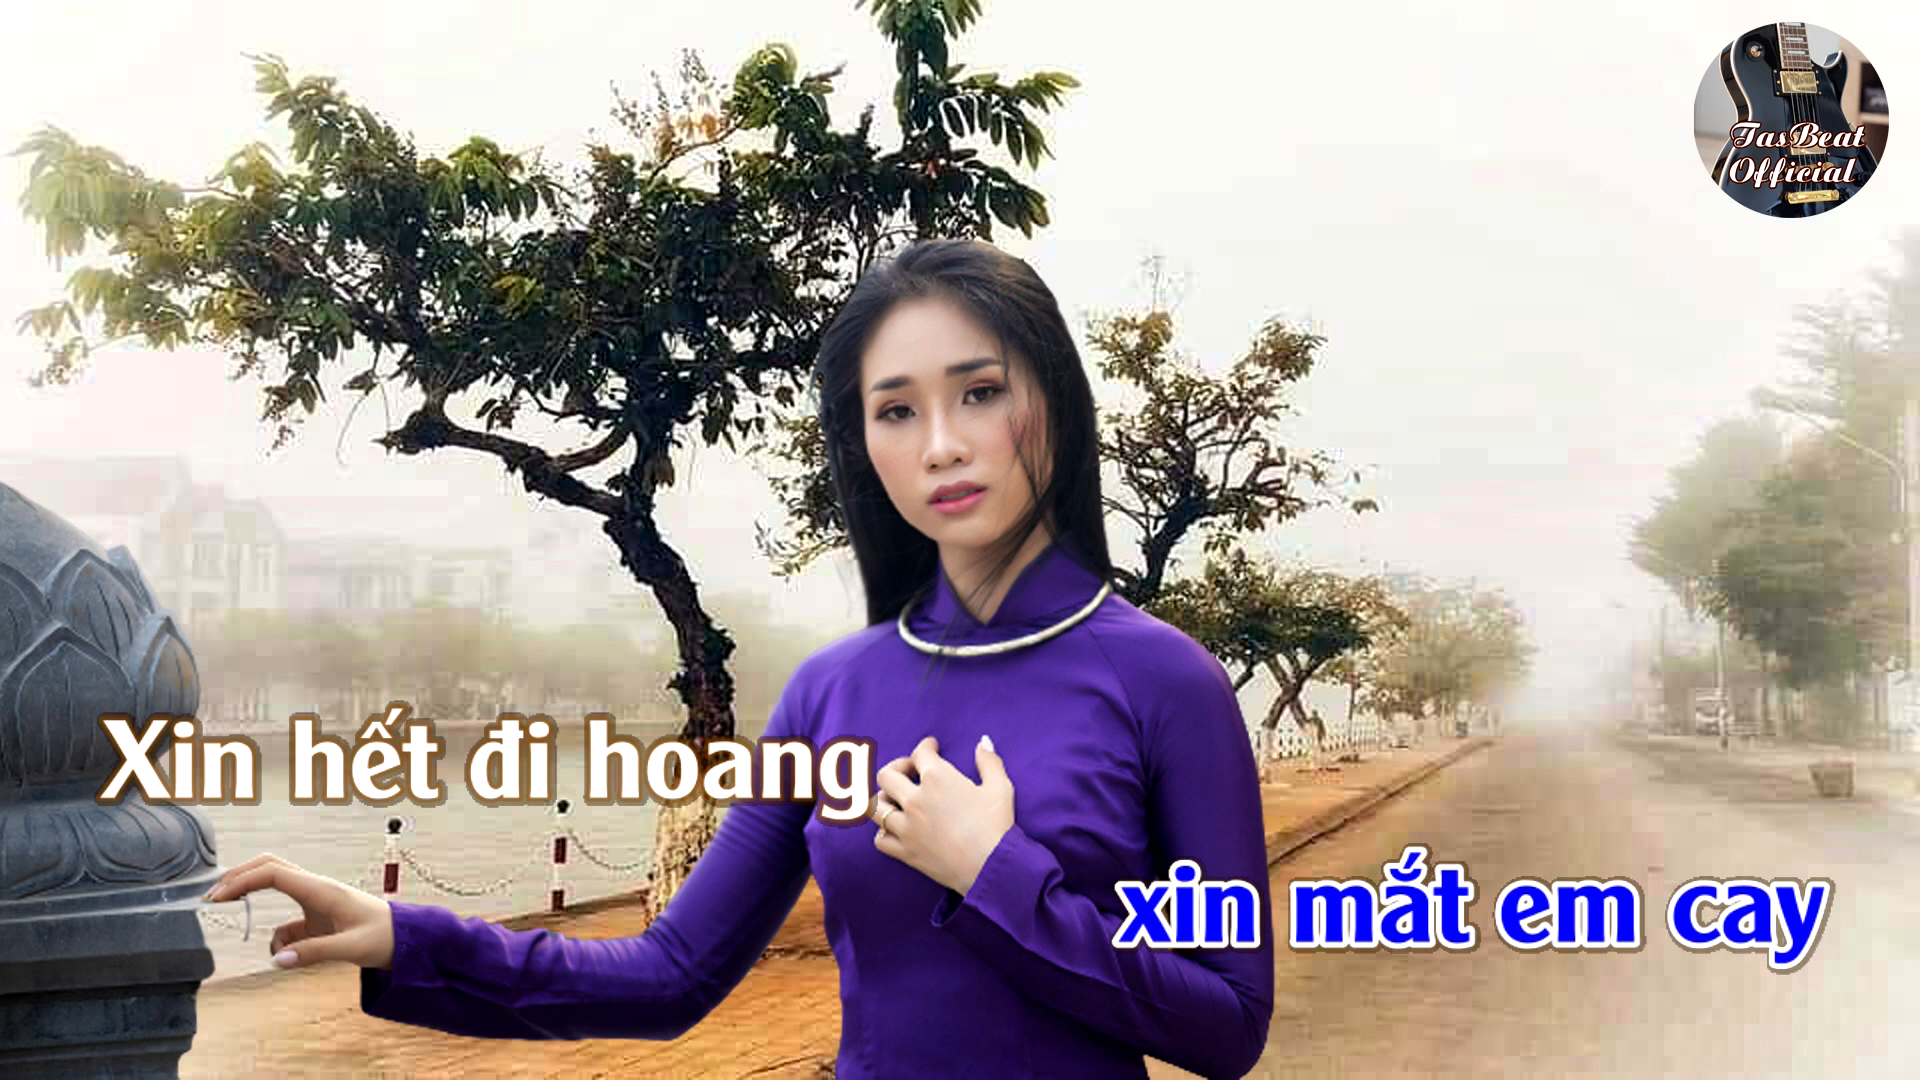 TasBeat
Official
Xin hết đi hoang
xin mắt em cay